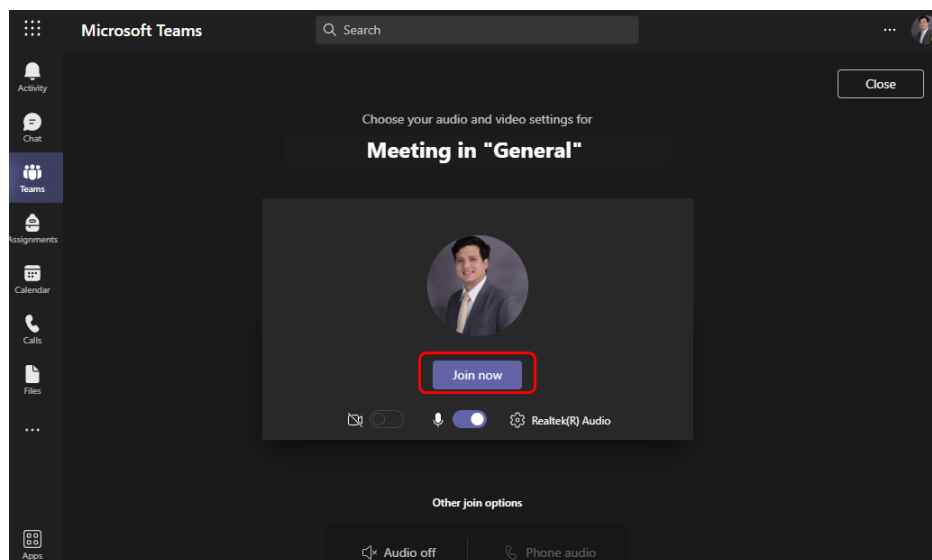 Microsoft Teams
Search
Activity
Chat
Teams
Assignments
Calendar
Calls
Files
Apps
Close
Choose your audio and video settings for
Meeting in "General"
Join now
Realtek(R) Audio
Other join options
Audio off
Phone audio